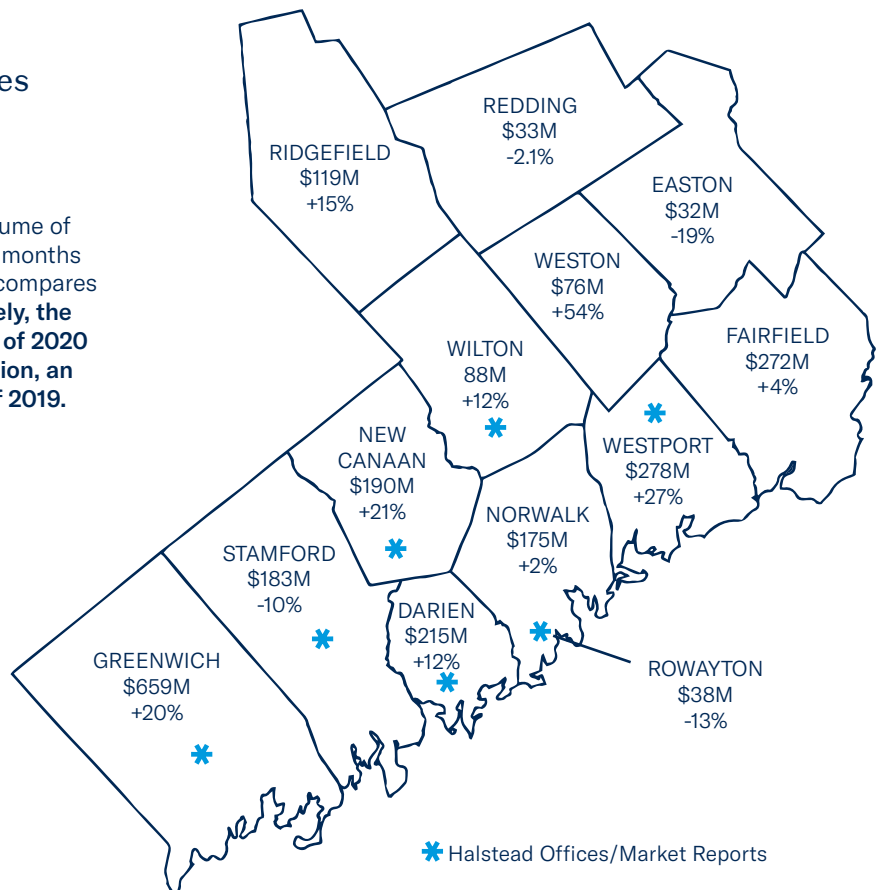 es
ume of
months
compares
ely, the
of 2020
ion, an
f 2019.
REDDING
$33M
-2.1%
RIDGEFIELD
$119M
+15%
EASTON
$32M
-19%
WESTON
$76M
+54%
FAIRFIELD
$272M
+4%
WILTON
88M
+12%
NEW
CANAAN
$190M
+21%
WESTPORT
$278M
+27%
NORWALK
$175M
+2%
STAMFORD
$183M
-10%
DARIEN
$215M
+12%
GREENWICH
$659M
+20%
ROWAYTON
$38M
-13%
Halstead Offices/Market Reports